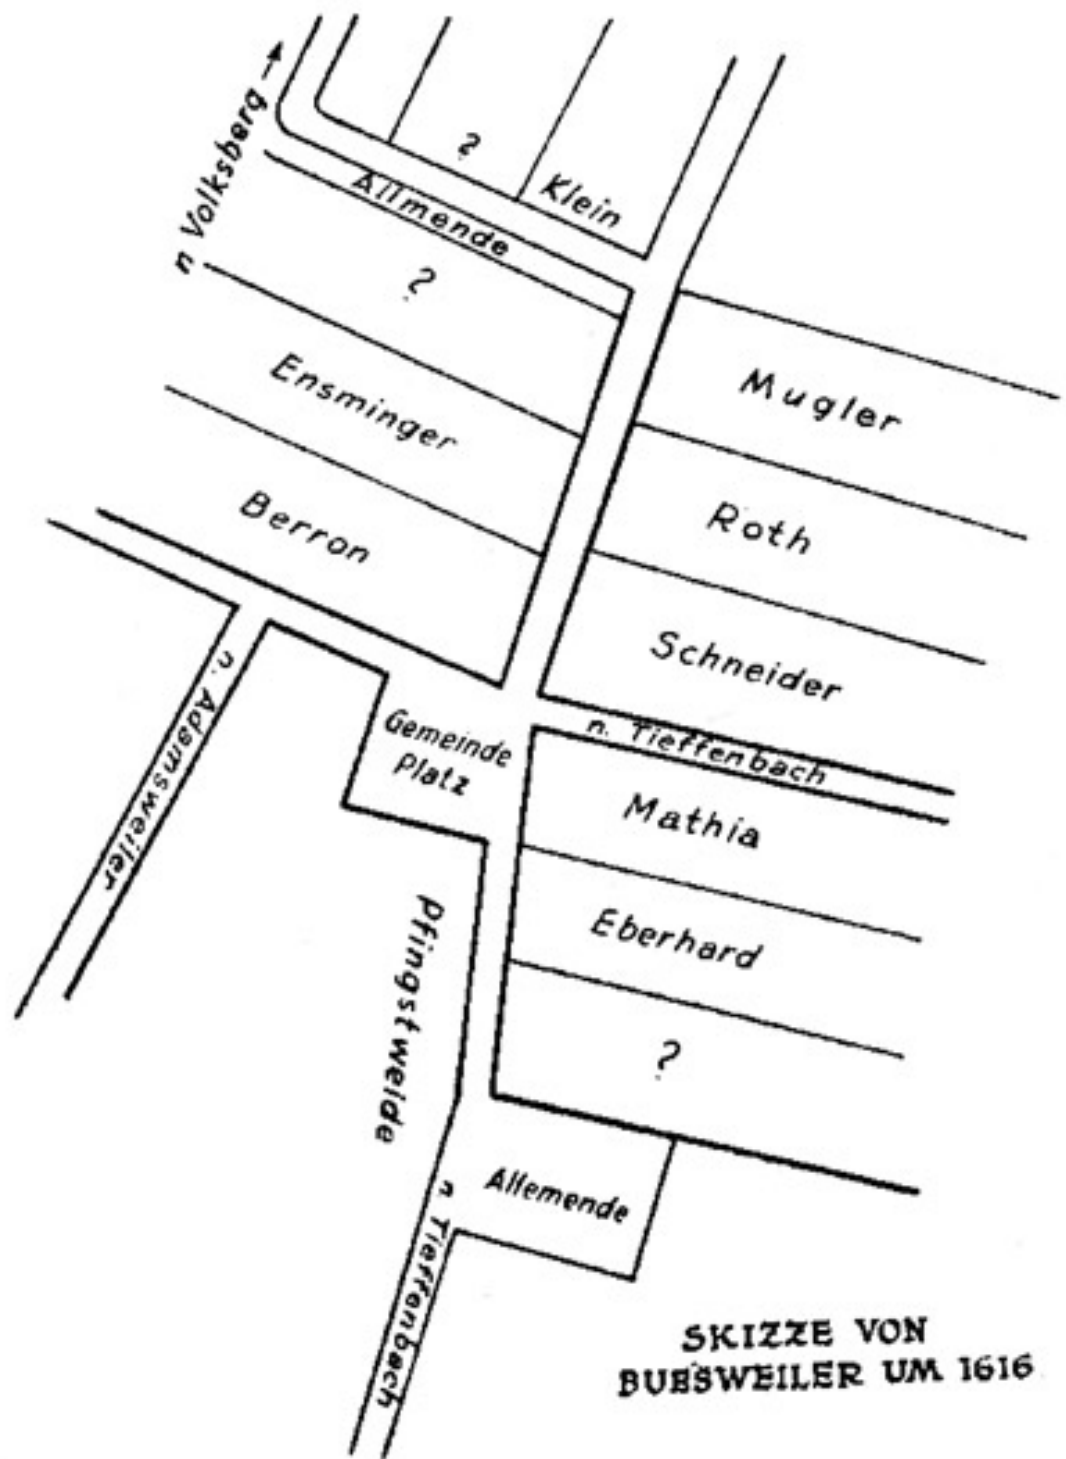 n Volksberg
?
Klein
Allmende
?
Ensminger
Berron
Mugler
Roth
Schneider
n. Adamsweiler
Gemeinde
Platz
n. Tieffenbach
Mathia
Eberhard
?
Pfingstweide
Allemende
n Tieffenbach
SKIZZE VON
BUESWEILER UM 1616